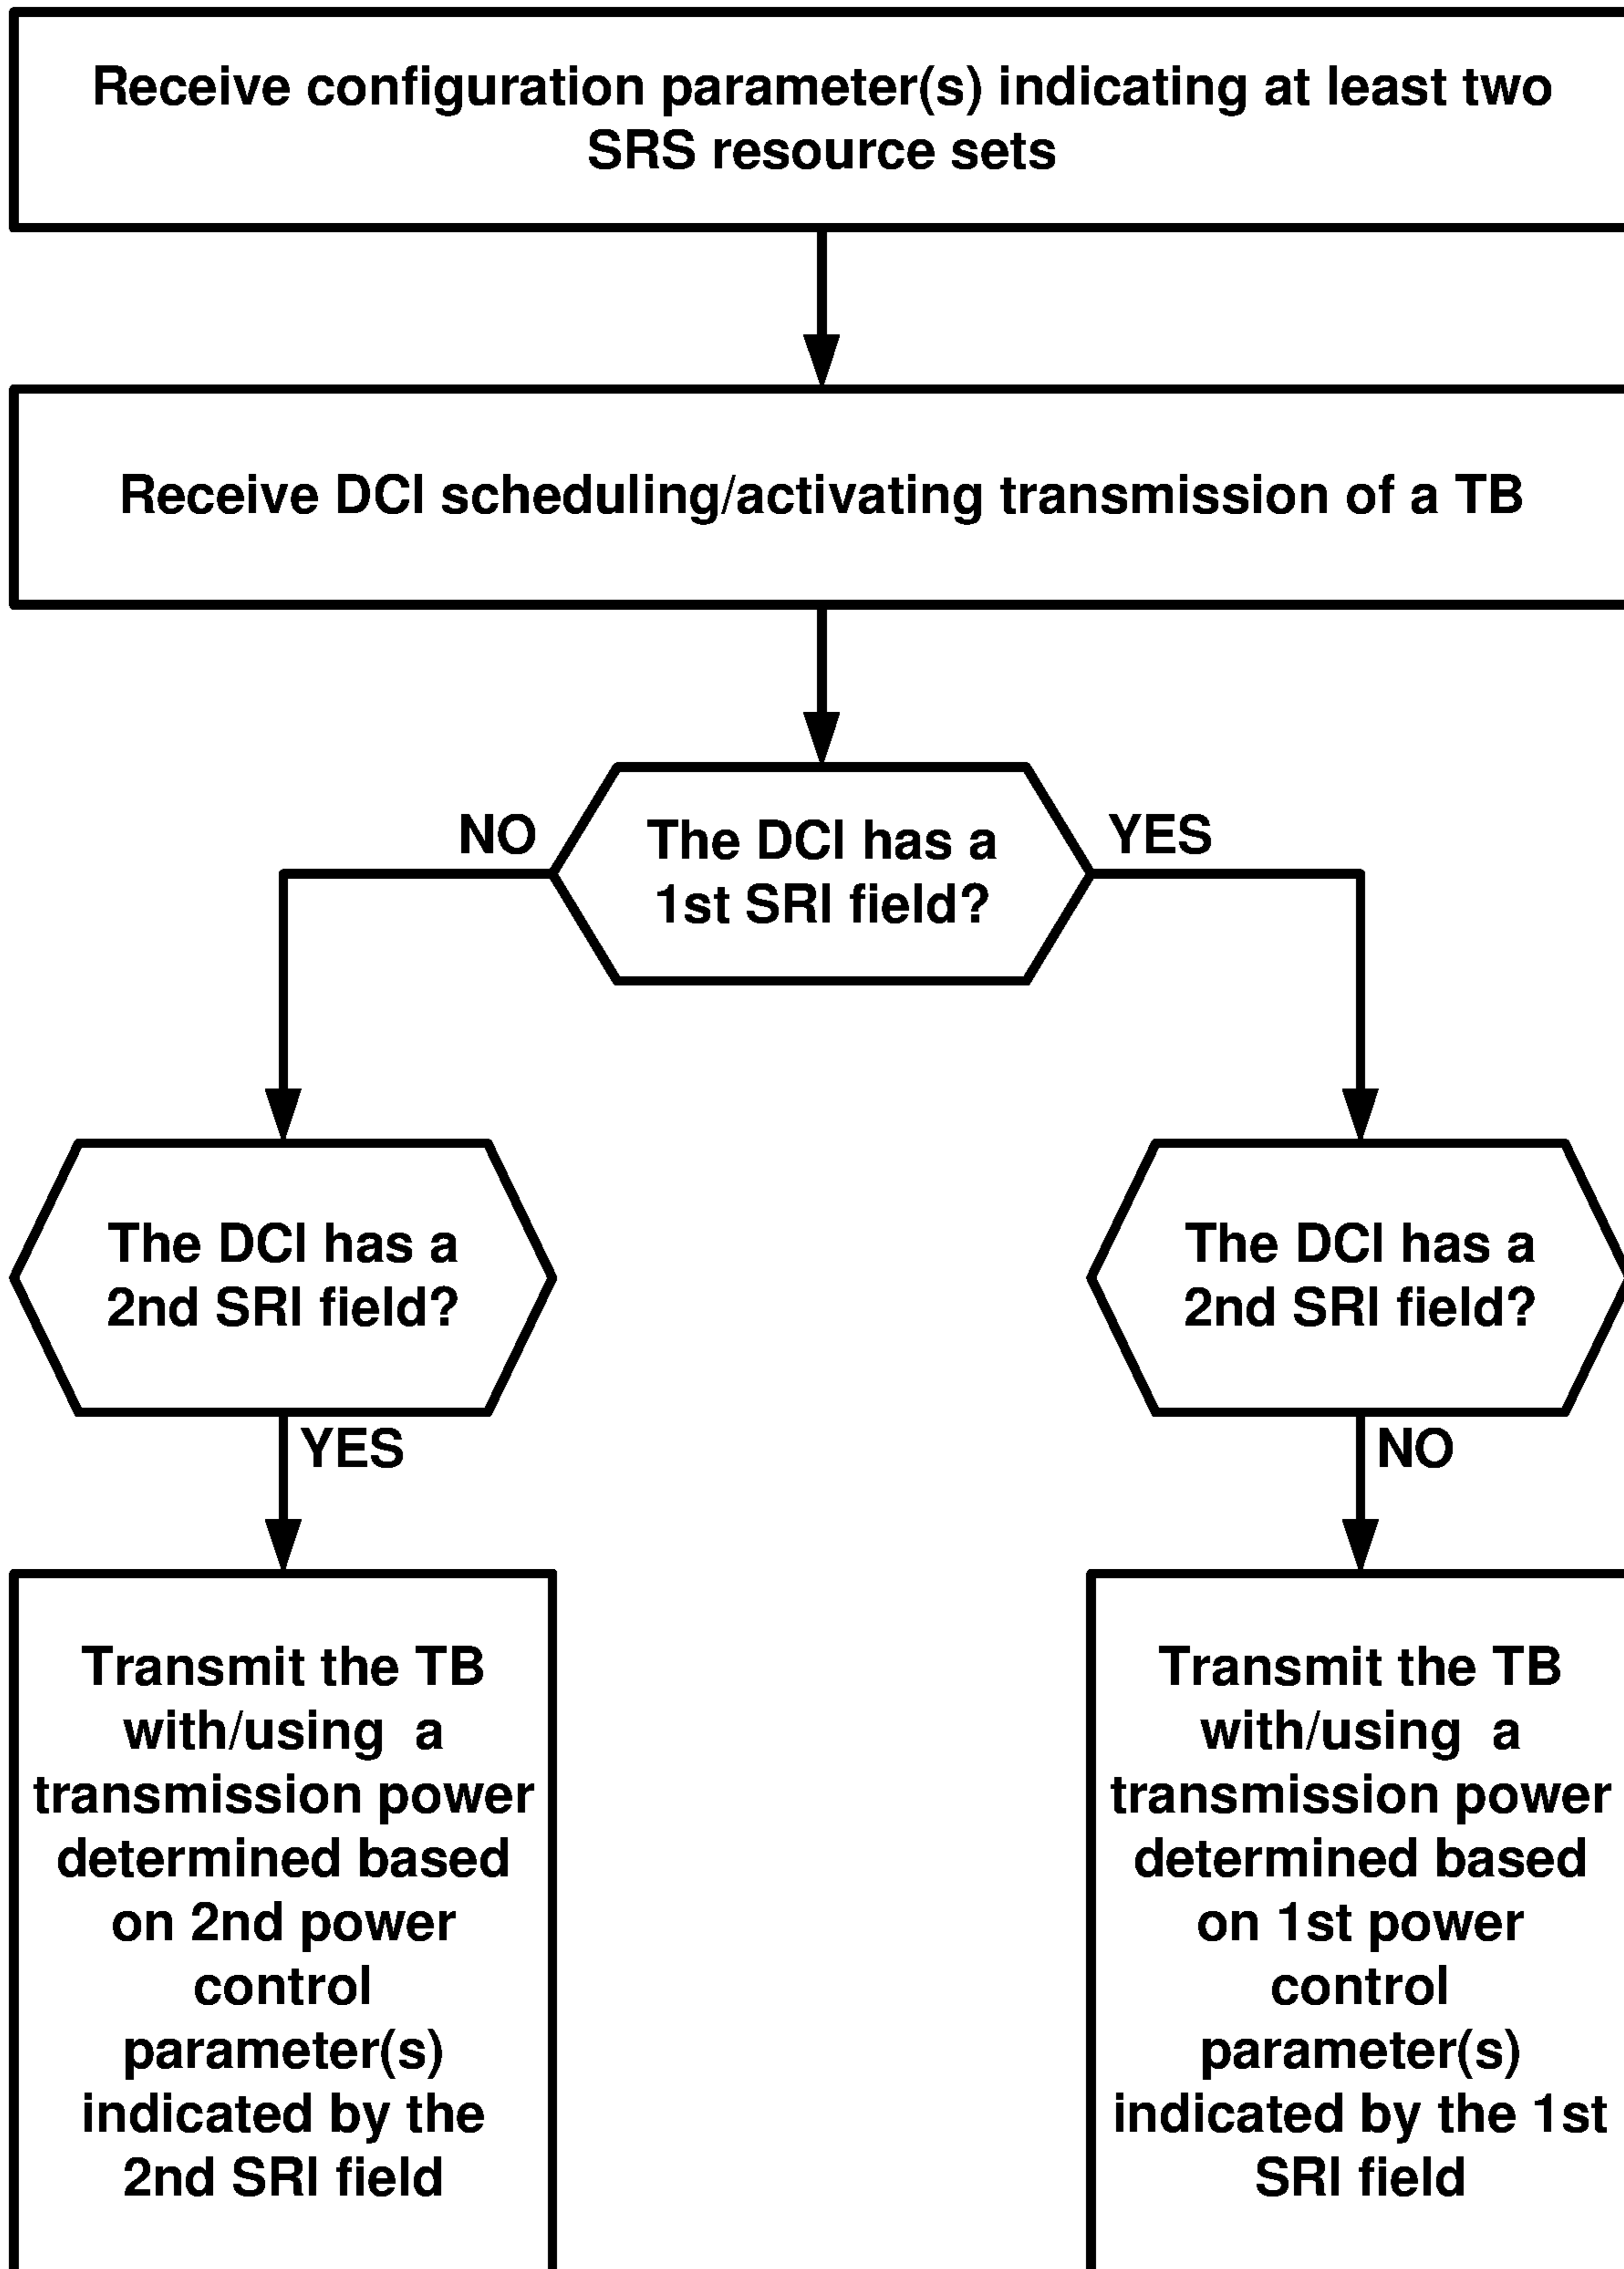 Receive configuration parameter(s) indicating at least two
SRS resource sets
Receive DCI scheduling/activating transmission of a TB
NO
The DCI has a
1st SRI field?
YES
The DCI has a
2nd SRI field?
The DCI has a
2nd SRI field?
YES
NO
Transmit the TB
with/using a
transmission power
determined based
on 2nd power
control
parameter(s)
indicated by the
2nd SRI field
Transmit the TB
with/using a
transmission power
determined based
on 1st power
control
parameter(s)
indicated by the 1st
SRI field